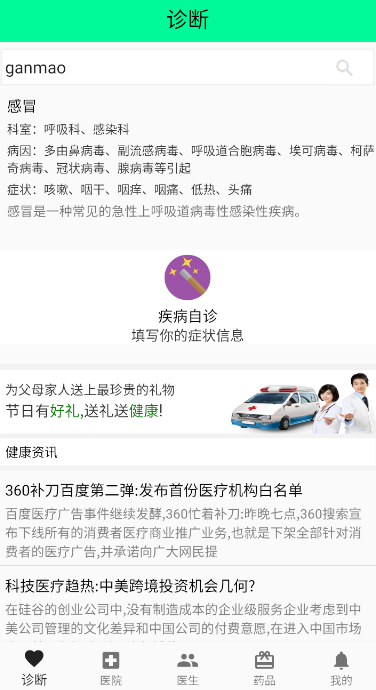 诊断
ganmao
感冒
科室：呼吸科、感染科
病因：多由鼻病毒、副流感病毒、呼吸道合胞病毒、埃可病毒、柯萨
奇病毒、冠状病毒、腺病毒等引起
症状：咳嗽、咽干、咽痒、咽痛、低热、头痛
感冒是一种常见的急性上呼吸道病毒性感染性疾病。
疾病自诊
填写你的症状信息
为父母家人送上最珍贵的礼物
节日有好礼,送礼送健康!
健康资讯
360补刀百度第二弹:发布首份医疗机构白名单
百度医疗广告事件继续发酵,360忙着补刀:昨晚七点,360搜索宣
布下线所有的消费者医疗商业推广业务,也就是下架全部针对消
费者的医疗广告,并承诺向广大网民提
科技医疗趋热:中美跨境投资机会几何?
在硅谷的创业公司中,没有制造成本的企业级服务企业考虑到中
美公司管理的文化差异和中国公司的付费意愿,在进入中国市场
诊断 医院 医生 药品 我的